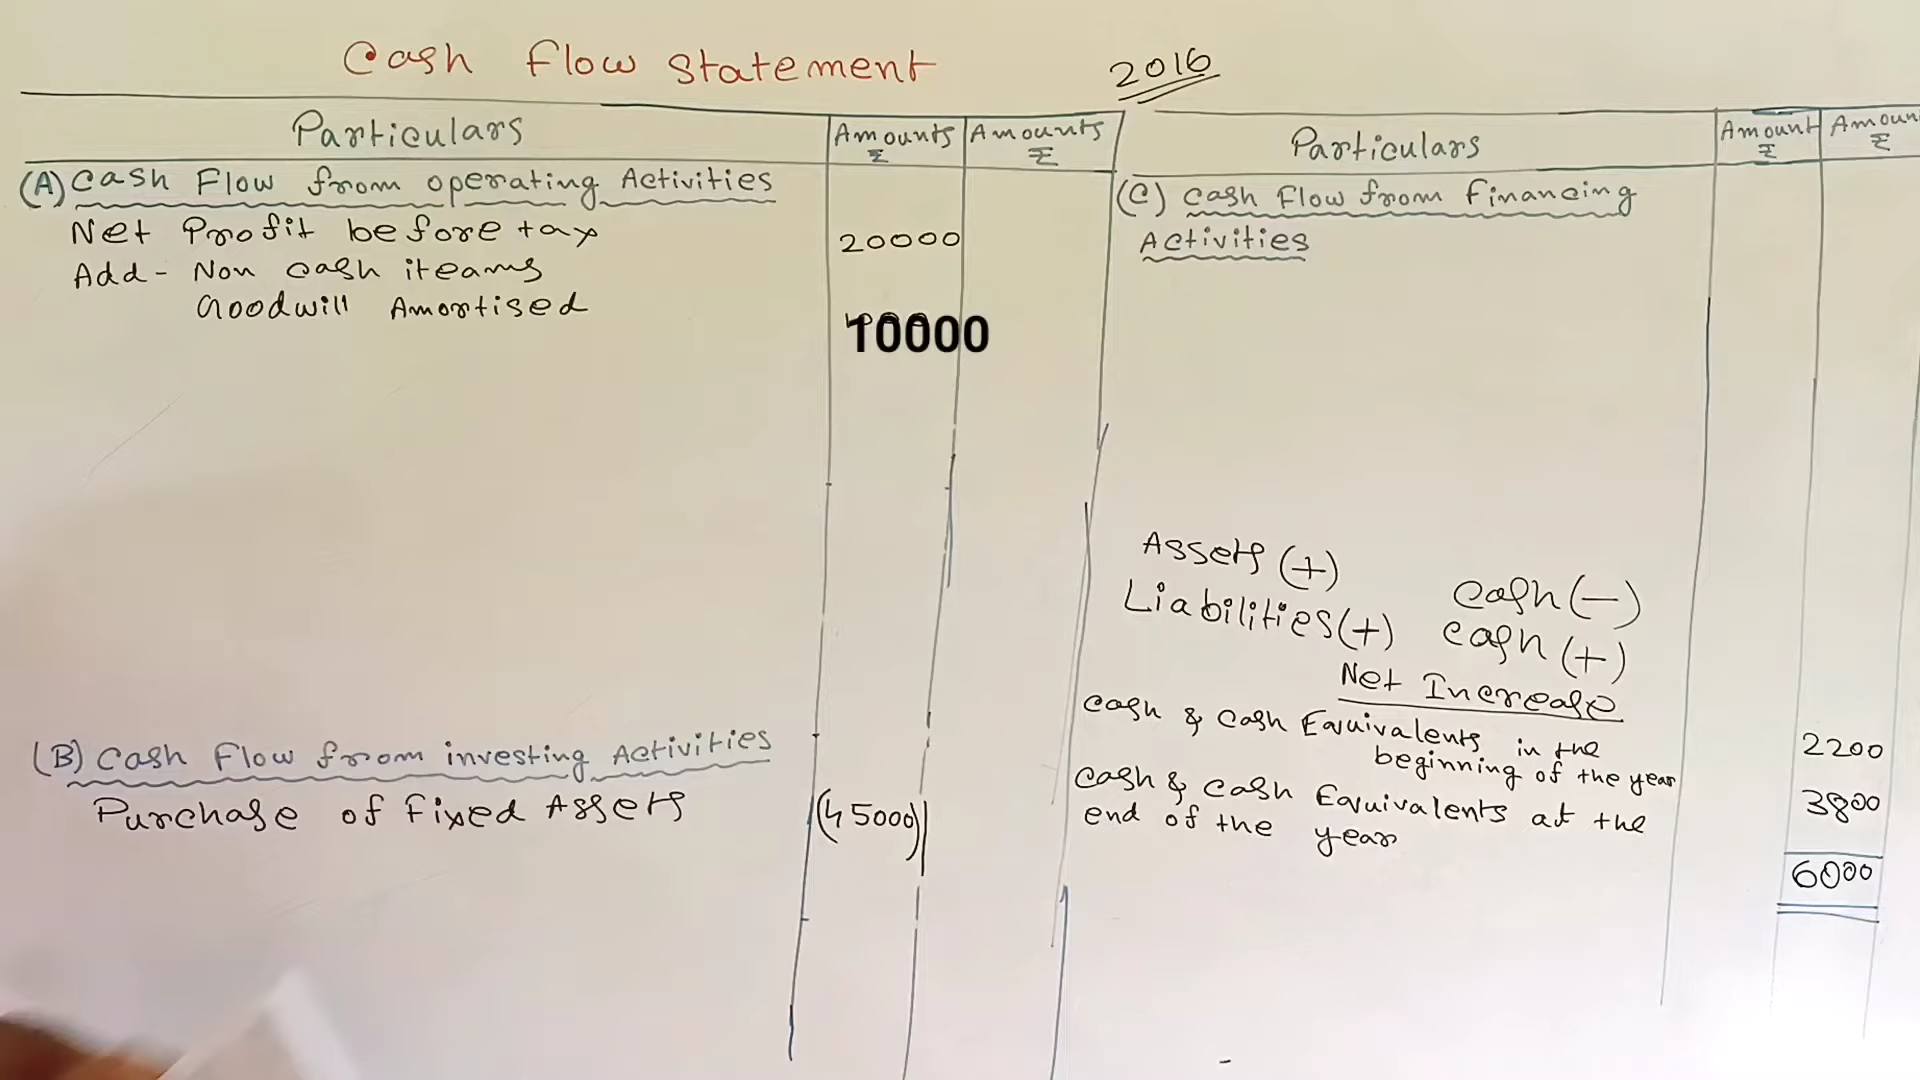 Cash Flow Statement
2016
Particulars
Amounts
₹
Amounts
₹
(A) Cash Flow from operating Activities
Net Profit before tax
20000
Add - Non cash iteams
Goodwill Amortised
10000
(B) Cash Flow from investing Activities
Purchase of Fixed Assets
(45000)
Particulars
Amount
₹
Amoun
₹
(C) Cash Flow from Financing
Activities
Assets (+) Cash (-)
Liabilities (+) Cash (+)
Net Increase
Cash & Cash Equivalents in the
beginning of the year
2200
Cash & Cash Equivalents at the
end of the year
3800
6000